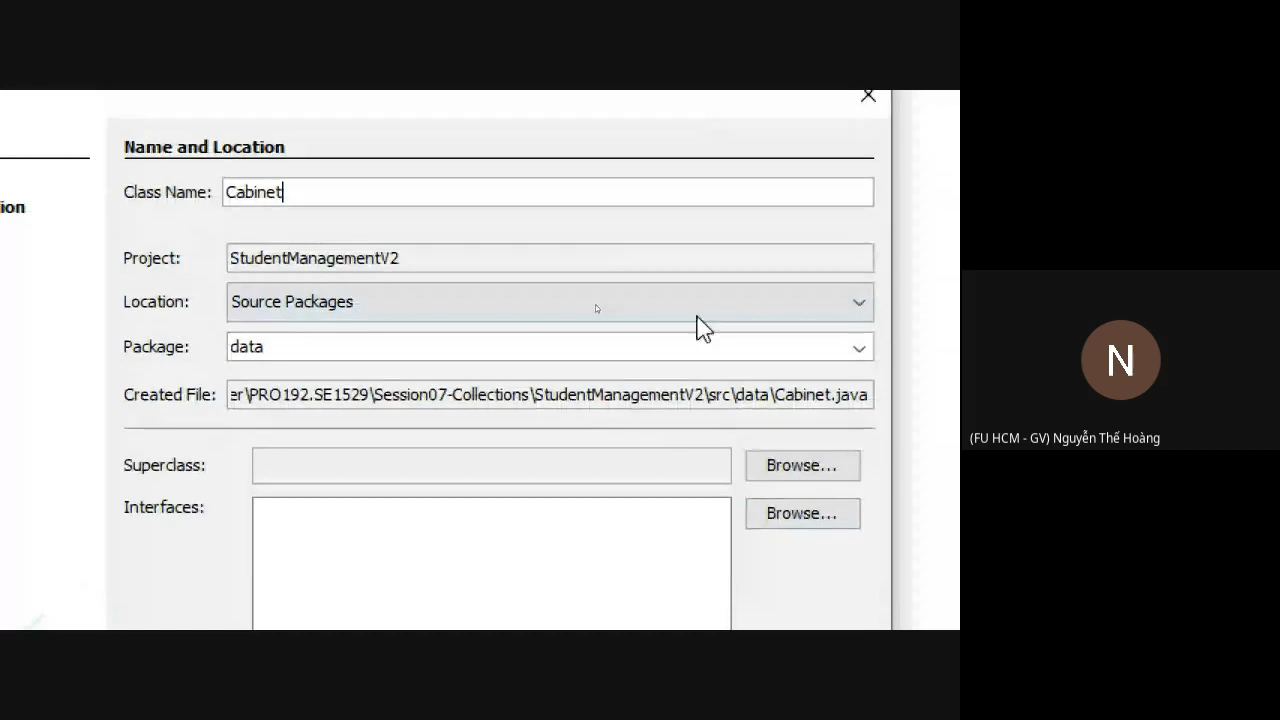 Name and Location
Class Name: Cabinet
ion
Project: StudentManagementV2
Location: Source Packages
Package: data
Created File: er\PRO192.SE1529\Session07-Collections\StudentManagementV2\src\data\Cabinet.java
Superclass: Browse...
Interfaces: Browse...
N
(FU HCM - GV) Nguyễn Thế Hoàng